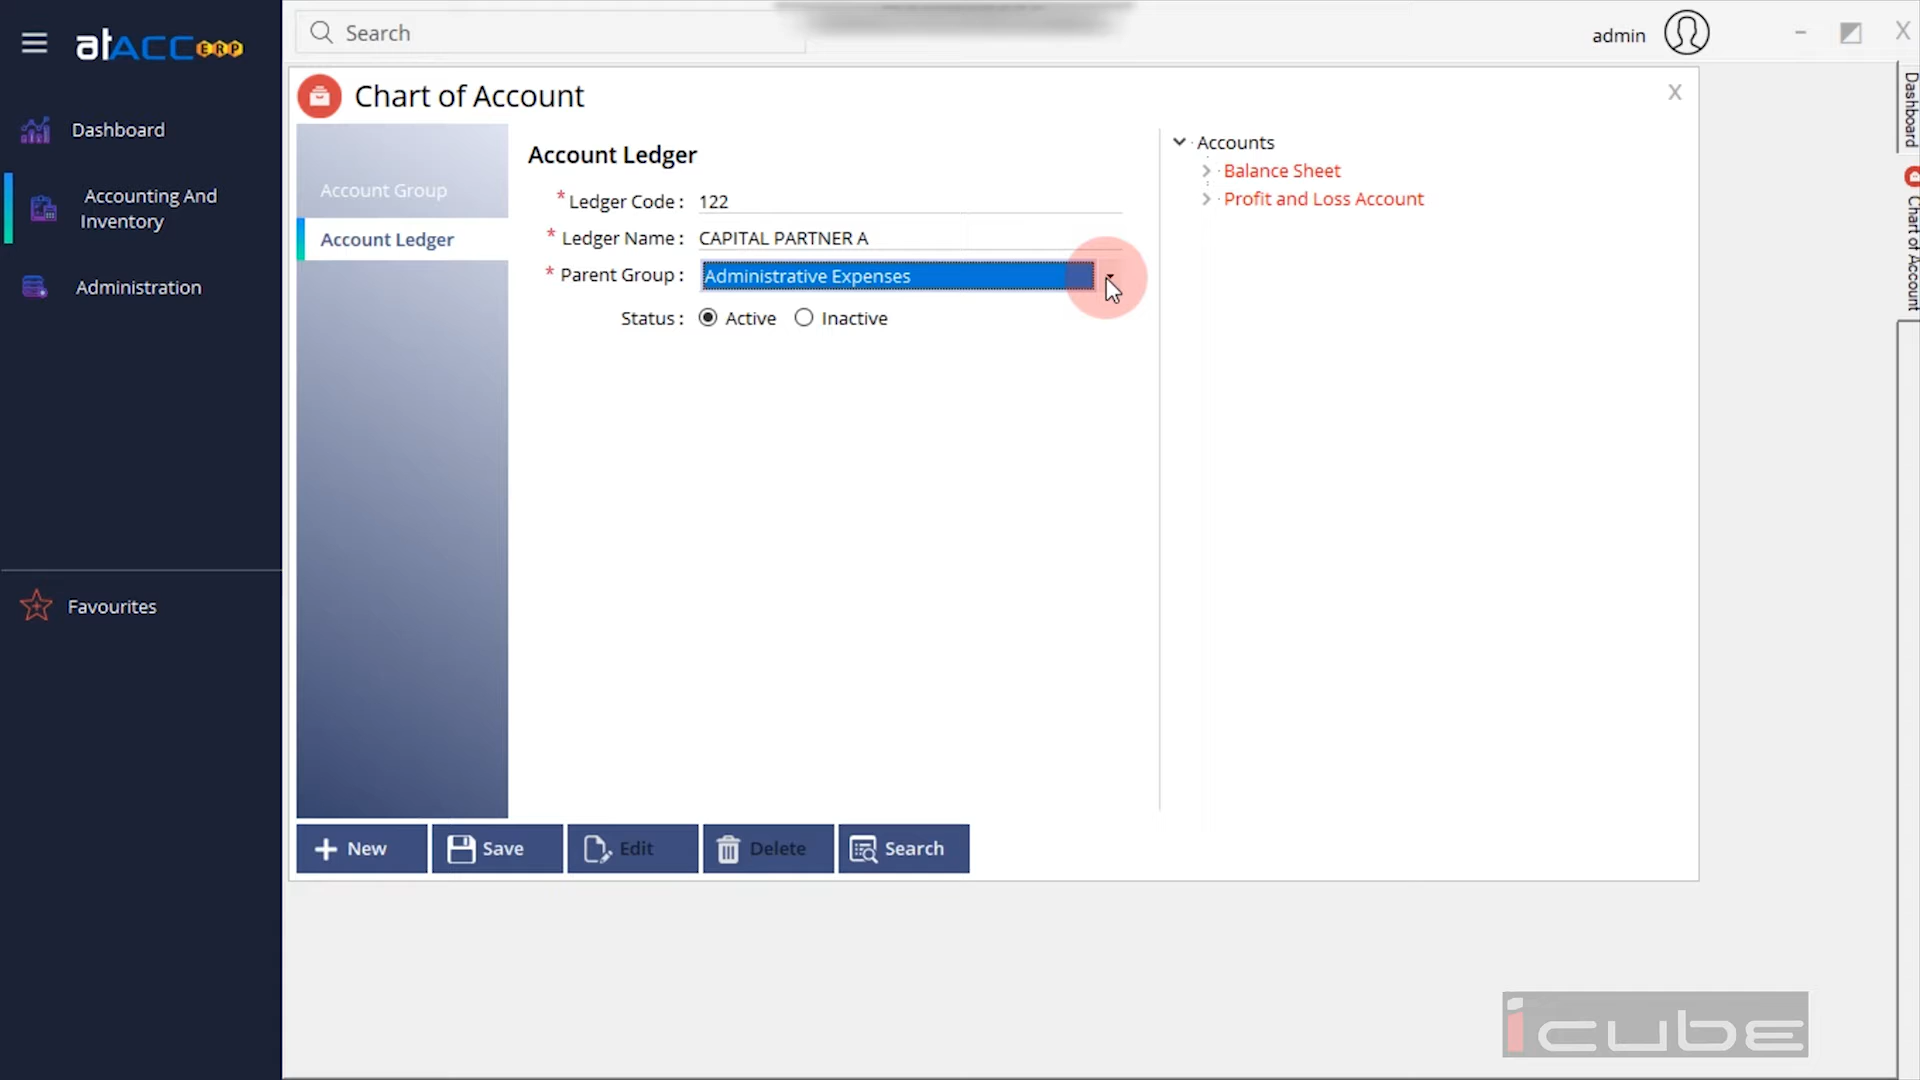 atACC ERP
Search
admin
X
Dashboard
Accounting And
Inventory
Administration
Favourites
Chart of Account
X
Account Group
Account Ledger
Account Ledger
* Ledger Code : 122
* Ledger Name : CAPITAL PARTNER A
* Parent Group : Administrative Expenses
Status : Active Inactive
Accounts
Balance Sheet
Profit and Loss Account
New
Save
Edit
Delete
Search
Dashboard
Chart of Account
icube